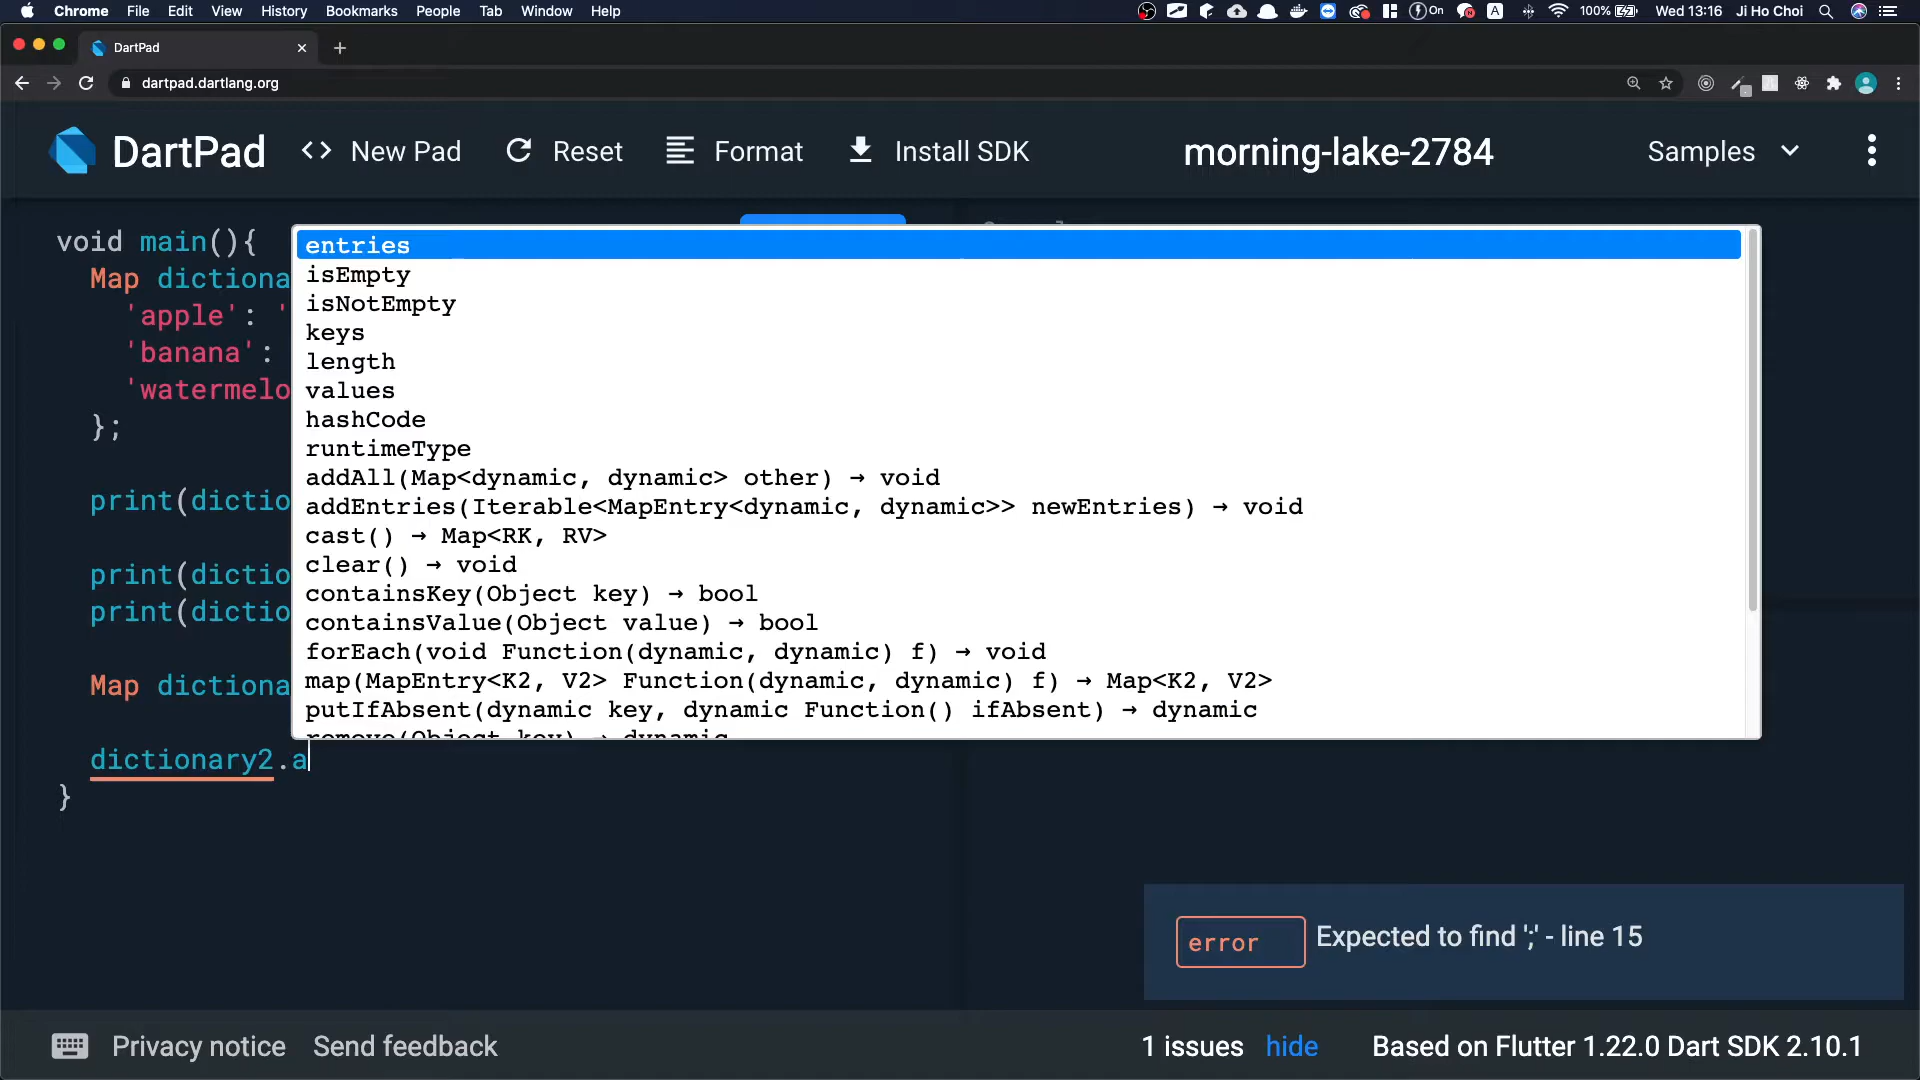 Chrome File Edit View History Bookmarks People Tab Window Help On 100% Wed 13:16 Ji Ho Choi
DartPad
dartpad.dartlang.org
DartPad <> New Pad Reset Format Install SDK morning-lake-2784 Samples
void main(){
Map dictiona
'apple': '
'banana':
'watermelo
};
print(dictio
print(dictio
print(dictio
Map dictiona
dictionary2.a
}
entries
isEmpty
isNotEmpty
keys
length
values
hashCode
runtimeType
addAll(Map<dynamic, dynamic> other) → void
addEntries(Iterable<MapEntry<dynamic, dynamic>> newEntries) → void
cast() → Map<RK, RV>
clear() → void
containsKey(Object key) → bool
containsValue(Object value) → bool
forEach(void Function(dynamic, dynamic) f) → void
map(MapEntry<K2, V2> Function(dynamic, dynamic) f) → Map<K2, V2>
putIfAbsent(dynamic key, dynamic Function() ifAbsent) → dynamic
remove(Object key) → dynamic
error Expected to find ';' - line 15
Privacy notice Send feedback 1 issues hide Based on Flutter 1.22.0 Dart SDK 2.10.1